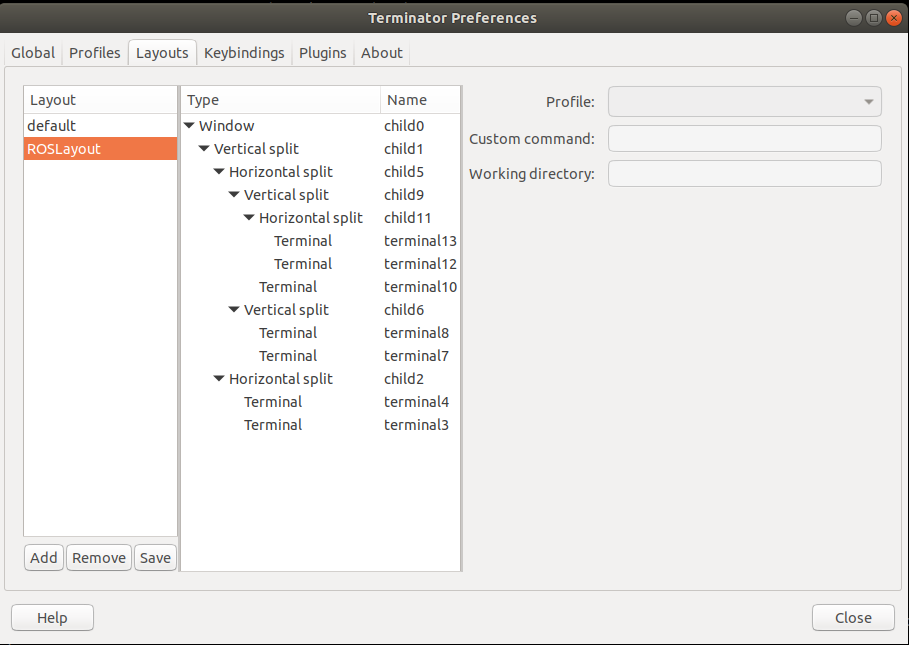 Terminator Preferences
Global Profiles Layouts Keybindings Plugins About
Layout
default
ROSLayout
Type Name
Window child0
Vertical split child1
Horizontal split child5
Vertical split child9
Horizontal split child11
Terminal terminal13
Terminal terminal12
Terminal terminal10
Vertical split child6
Terminal terminal8
Terminal terminal7
Horizontal split child2
Terminal terminal4
Terminal terminal3
Profile:
Custom command:
Working directory:
Add Remove Save
Help Close